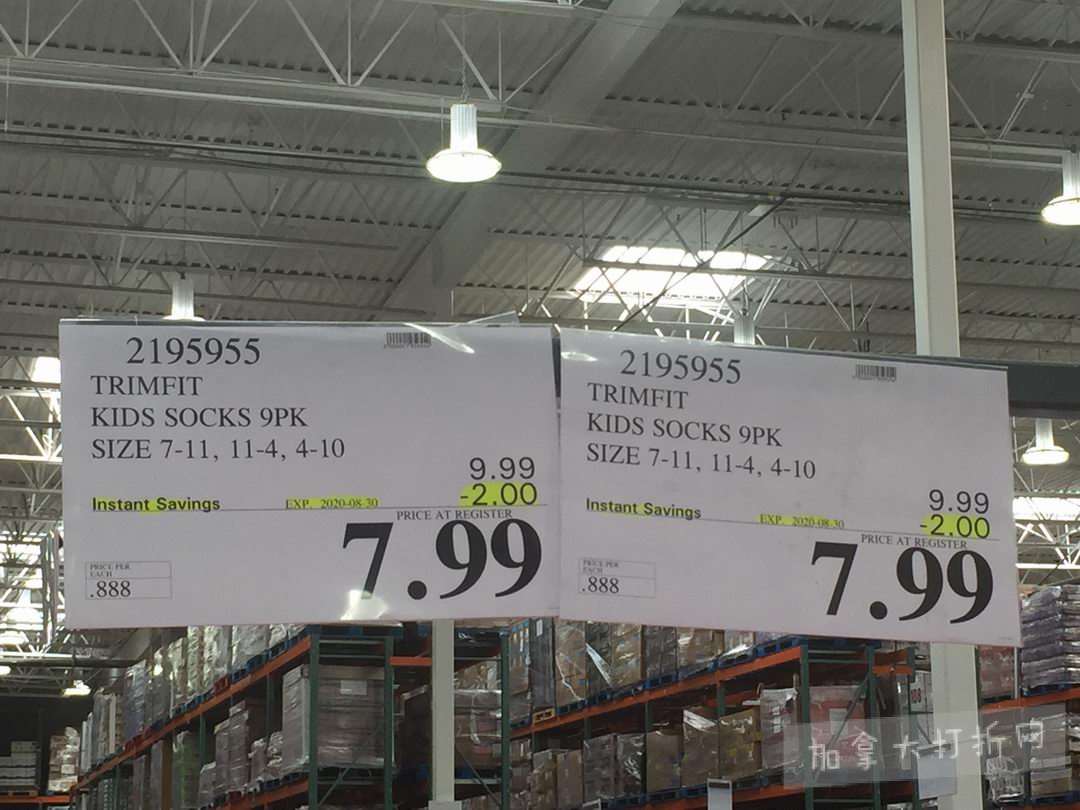 2195955
TRIMFIT
KIDS SOCKS 9PK
SIZE 7-11, 11-4, 4-10
9.99
Instant Savings EXP. 2020-08-30 -2.00
PRICE AT REGISTER
7.99
PRICE PER
EACH
.888
2195955
TRIMFIT
KIDS SOCKS 9PK
SIZE 7-11, 11-4, 4-10
9.99
Instant Savings EXP. 2020-08-30 -2.00
PRICE AT REGISTER
7.99
PRICE PER
EACH
.888
加拿大打折网